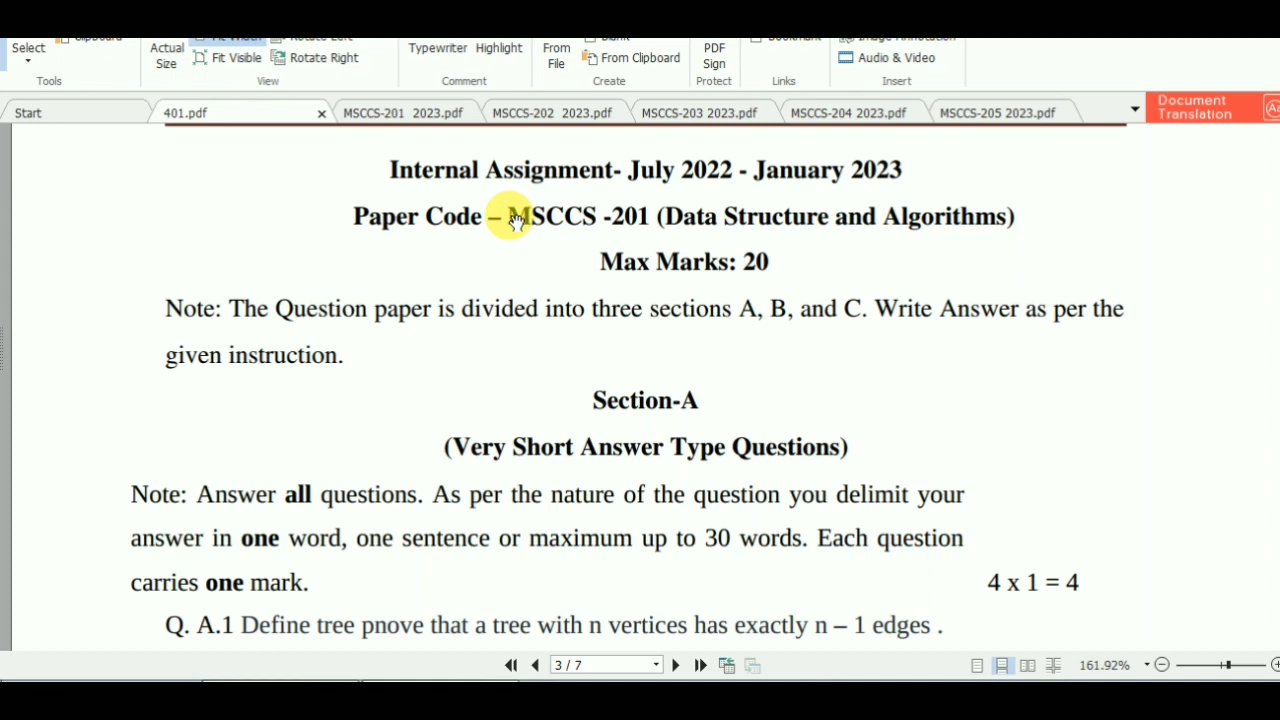 Select
Actual Size
Fit Visible
Rotate Right
Typewriter Highlight
From File
From Clipboard
PDF Sign
Audio & Video
Tools
View
Comment
Create
Protect
Links
Insert
Start
401.pdf x
MSCCS-201 2023.pdf
MSCCS-202 2023.pdf
MSCCS-203 2023.pdf
MSCCS-204 2023.pdf
MSCCS-205 2023.pdf
Document Translation
Internal Assignment- July 2022 - January 2023
Paper Code – MSCCS -201 (Data Structure and Algorithms)
Max Marks: 20
Note: The Question paper is divided into three sections A, B, and C. Write Answer as per the
given instruction.
Section-A
(Very Short Answer Type Questions)
Note: Answer all questions. As per the nature of the question you delimit your
answer in one word, one sentence or maximum up to 30 words. Each question
carries one mark. 4 x 1 = 4
Q. A.1 Define tree pnove that a tree with n vertices has exactly n – 1 edges .
3 / 7
161.92%